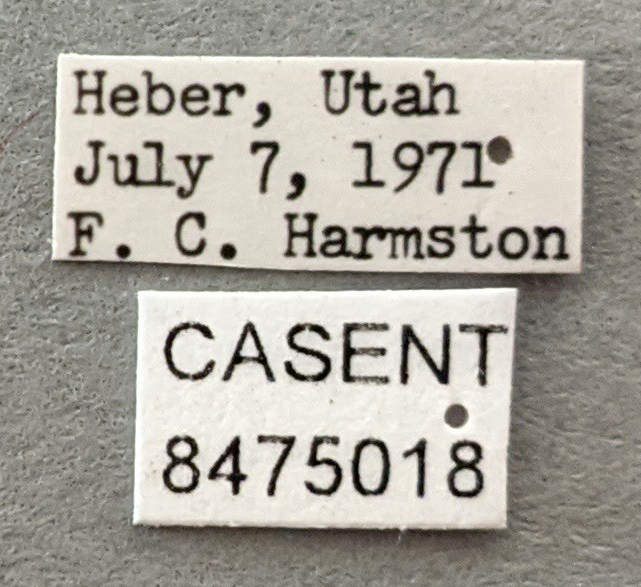 Heber, Utah
July 7, 1971
F. C. Harmston
CASENT
8475018